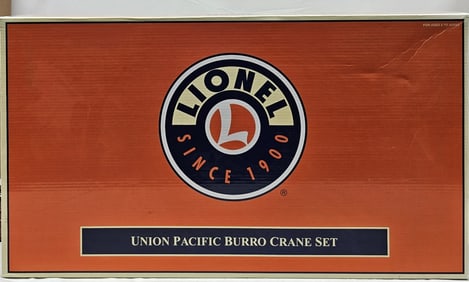 LIONEL
L
SINCE 1900
®
UNION PACIFIC BURRO CRANE SET